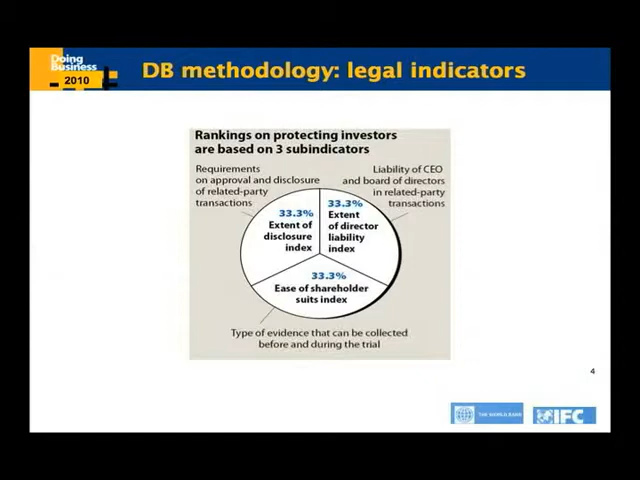 Doing
Business
2010
DB methodology: legal indicators
Rankings on protecting investors
are based on 3 subindicators
Requirements
on approval and disclosure
of related-party
transactions
Liability of CEO
and board of directors
in related-party
transactions
33.3%
Extent of
disclosure
index
33.3%
Extent
of director
liability
index
33.3%
Ease of shareholder
suits index
Type of evidence that can be collected
before and during the trial
4
THE WORLD BANK
IFC